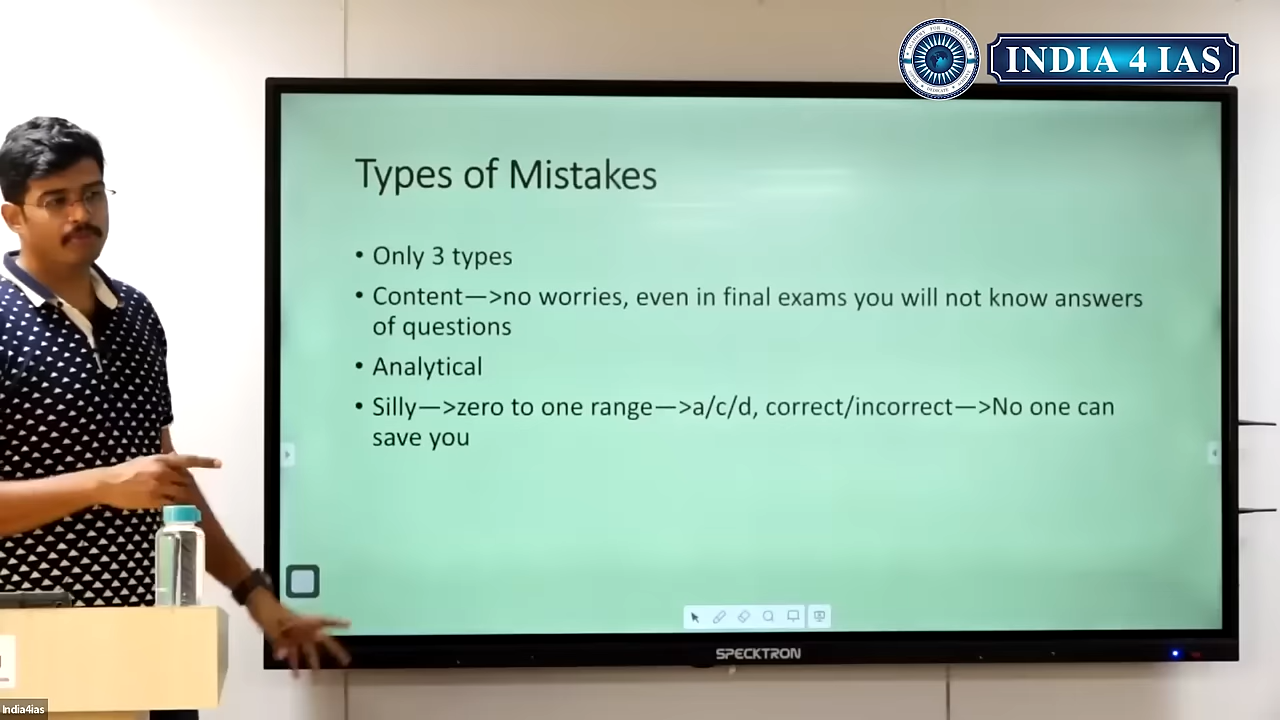 INDIA 4 IAS
Types of Mistakes
• Only 3 types
• Content—>no worries, even in final exams you will not know answers
of questions
• Analytical
• Silly—>zero to one range—>a/c/d, correct/incorrect—>No one can
save you
SPECKTRON
India4ias